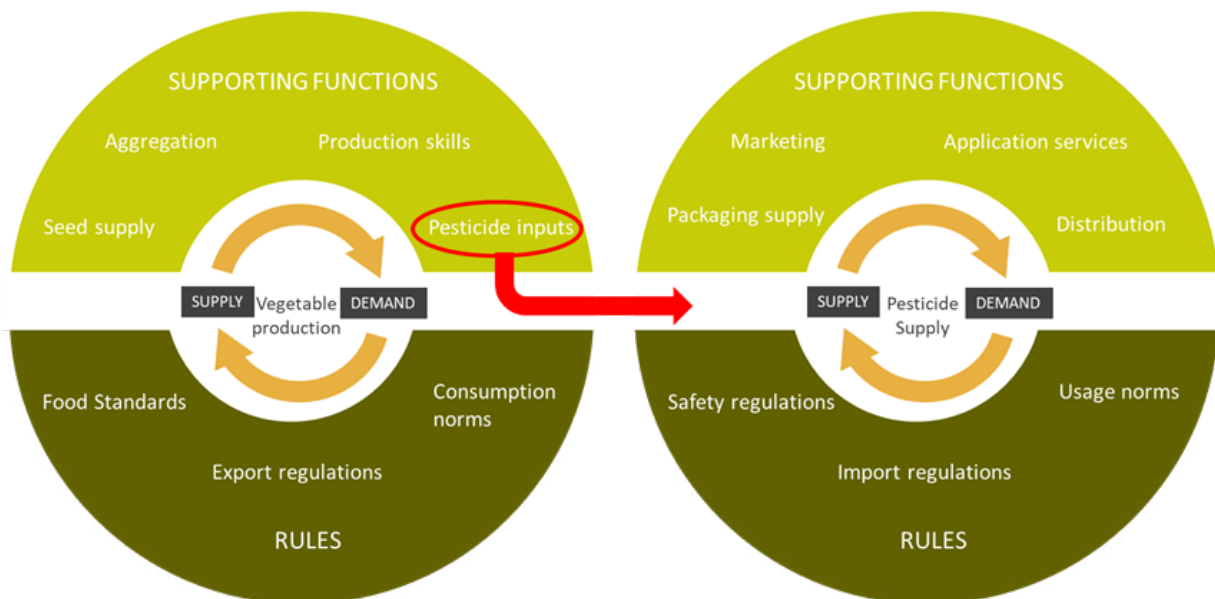 SUPPORTING FUNCTIONS
Aggregation
Production skills
Seed supply
Pesticide inputs
SUPPLY
Vegetable
production
DEMAND
Food Standards
Consumption
norms
Export regulations
RULES
SUPPORTING FUNCTIONS
Marketing
Application services
Packaging supply
Distribution
SUPPLY
Pesticide
Supply
DEMAND
Safety regulations
Usage norms
Import regulations
RULES